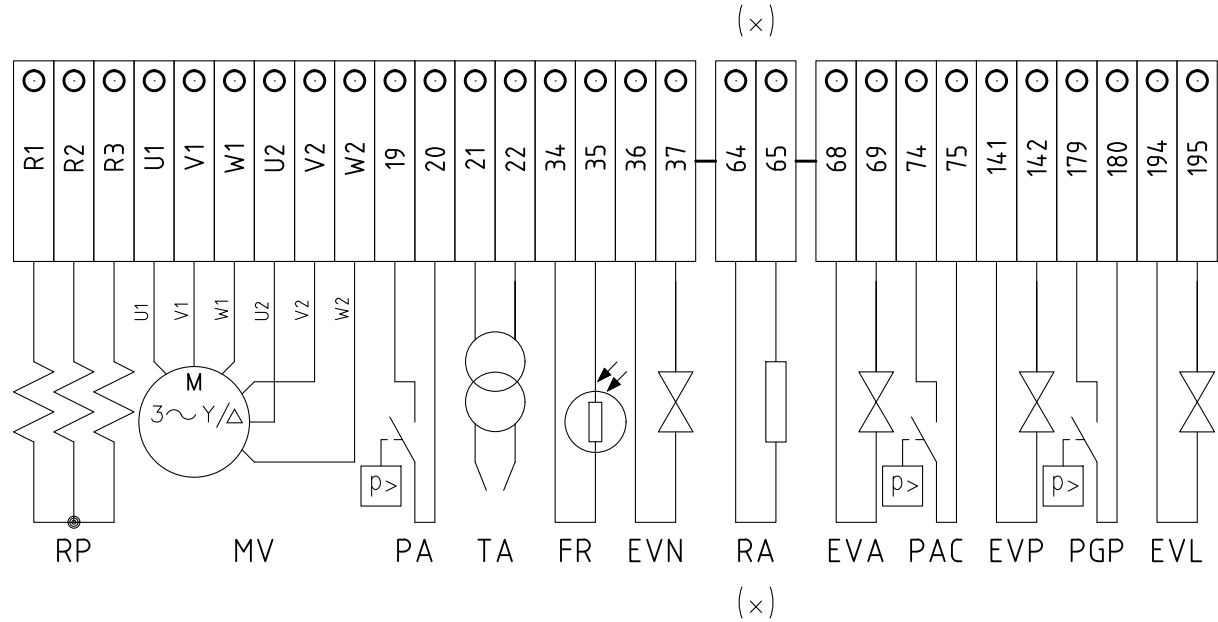 (×)
R1 R2 R3 U1 V1 W1 U2 V2 W2 19 20 21 22 34 35 36 37 64 65 68 69 74 75 141 142 179 180 194 195
U1 V1 W1 U2 V2 W2
M
3~ Y/△
p> p> p>
RP MV PA TA FR EVN RA EVA PAC EVP PGP EVL
(×)